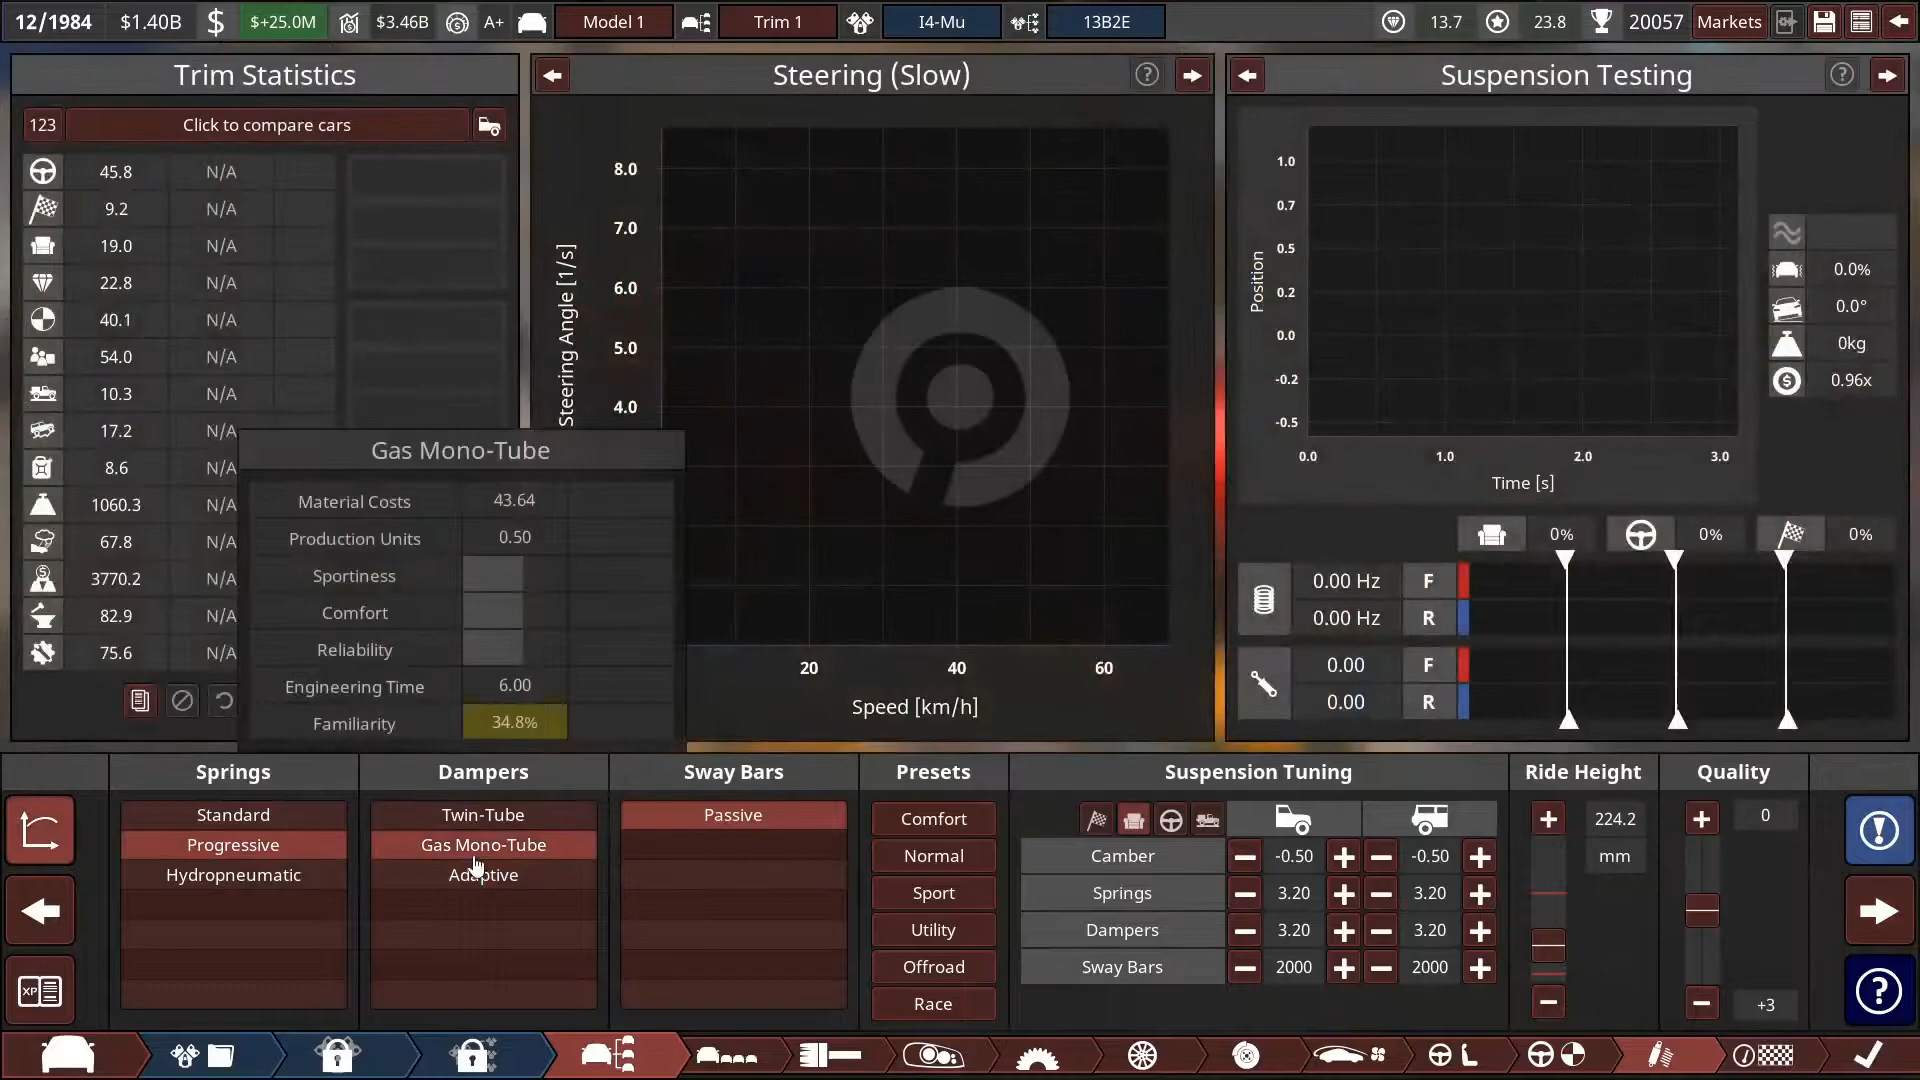 12/1984 $1.40B $+25.0M $3.46B A+ Model 1 Trim 1 I4-Mu 13B2E 13.7 23.8 20057 Markets
Trim Statistics
123 Click to compare cars
45.8 N/A
9.2 N/A
19.0 N/A
22.8 N/A
40.1 N/A
54.0 N/A
10.3 N/A
17.2 N/A
8.6 N/A
1060.3 N/A
67.8 N/A
3770.2 N/A
82.9 N/A
75.6 N/A
Gas Mono-Tube
Material Costs 43.64
Production Units 0.50
Sportiness
Comfort
Reliability
Engineering Time 6.00
Familiarity 34.8%
Steering (Slow) ?
Steering Angle [1/s]
8.0
7.0
6.0
5.0
4.0
20 40 60
Speed [km/h]
Suspension Testing ?
Position
1.0
0.7
0.5
0.2
0.0
-0.2
-0.5
0.0 1.0 2.0 3.0
Time [s]
0.0%
0.0°
0kg
0.96x
0% 0% 0%
0.00 Hz F
0.00 Hz R
0.00 F
0.00 R
Springs
Standard
Progressive
Hydropneumatic
Dampers
Twin-Tube
Gas Mono-Tube
Adaptive
Sway Bars
Passive
Presets
Comfort
Normal
Sport
Utility
Offroad
Race
Suspension Tuning
Camber -0.50 -0.50
Springs 3.20 3.20
Dampers 3.20 3.20
Sway Bars 2000 2000
Ride Height
224.2
mm
Quality
0
+3
XP
?